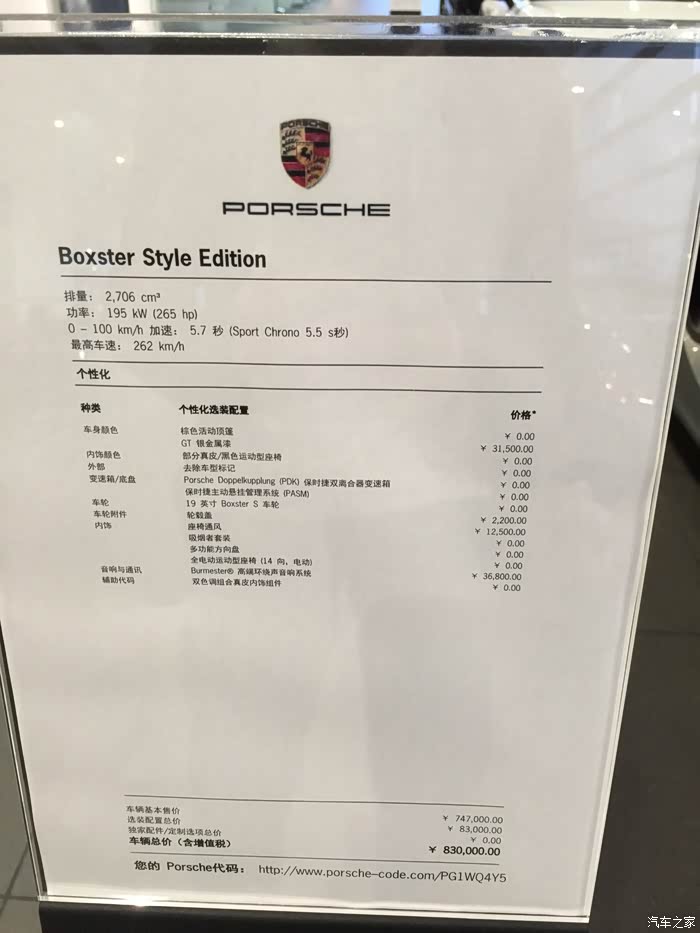 PORSCHE
PORSCHE
Boxster Style Edition
排量： 2,706 cm³
功率： 195 kW (265 hp)
0 – 100 km/h 加速： 5.7 秒 (Sport Chrono 5.5 s秒)
最高车速： 262 km/h
个性化
种类 个性化选装配置 价格*
车身颜色 棕色活动顶篷 ¥ 0.00
GT 银金属漆 ¥ 31,500.00
内饰颜色 部分真皮/黑色运动型座椅 ¥ 0.00
外部 去除车型标记 ¥ 0.00
变速箱/底盘 Porsche Doppelkupplung (PDK) 保时捷双离合器变速箱 ¥ 0.00
保时捷主动悬挂管理系统 (PASM) ¥ 0.00
车轮 19 英寸 Boxster S 车轮 ¥ 0.00
车轮附件 轮毂盖 ¥ 2,200.00
内饰 座椅通风 ¥ 12,500.00
吸烟者套装 ¥ 0.00
多功能方向盘 ¥ 0.00
全电动运动型座椅 (14 向，电动) ¥ 0.00
音响与通讯 Burmester® 高端环绕声音响系统 ¥ 36,800.00
辅助代码 双色调组合真皮内饰组件 ¥ 0.00
车辆基本售价 ¥ 747,000.00
选装配置总价 ¥ 83,000.00
独家配件/定制选项总价 ¥ 0.00
车辆总价（含增值税） ¥ 830,000.00
您的 Porsche代码： http://www.porsche-code.com/PG1WQ4Y5
汽车之家